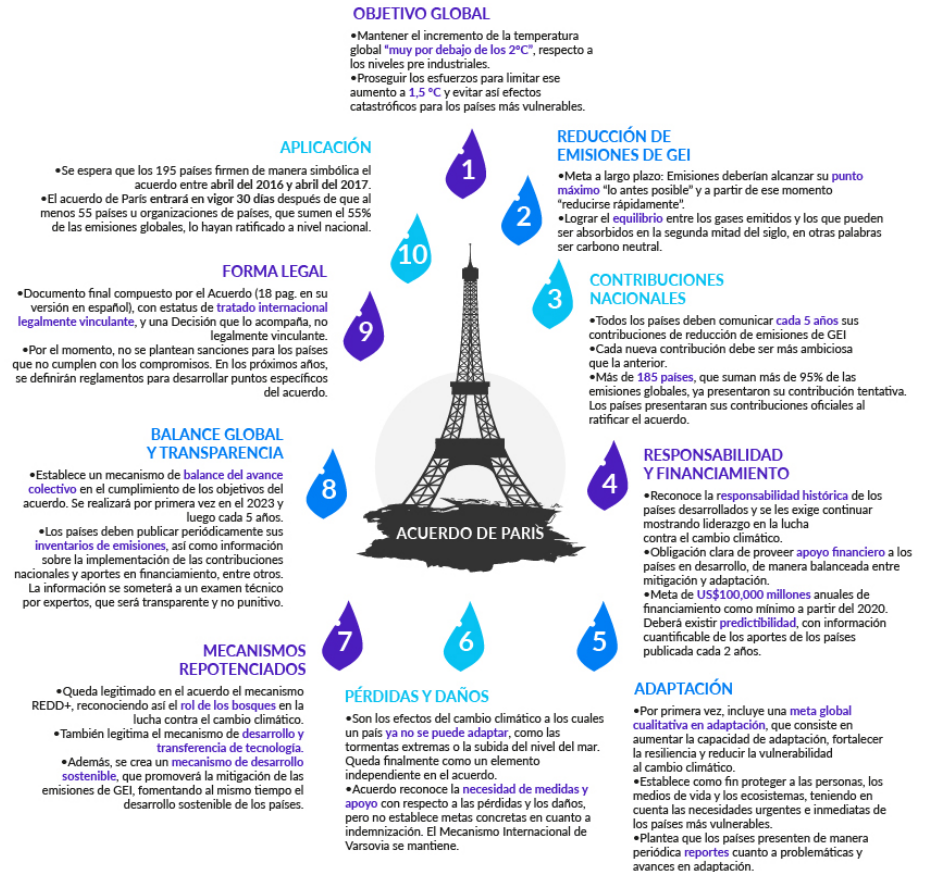 OBJETIVO GLOBAL
•Mantener el incremento de la temperatura
global “muy por debajo de los 2ºC”, respecto a
los niveles pre industriales.
•Proseguir los esfuerzos para limitar ese
aumento a 1,5 ºC y evitar así efectos
catastróficos para los países más vulnerables.
1
REDUCCIÓN DE
EMISIONES DE GEI
•Meta a largo plazo: Emisiones deberían alcanzar su punto
máximo “lo antes posible” y a partir de ese momento
“reducirse rápidamente”.
•Lograr el equilibrio entre los gases emitidos y los que pueden
ser absorbidos en la segunda mitad del siglo, en otras palabras
ser carbono neutral.
2
CONTRIBUCIONES
NACIONALES
•Todos los países deben comunicar cada 5 años sus
contribuciones de reducción de emisiones de GEI
•Cada nueva contribución debe ser más ambiciosa
que la anterior.
•Más de 185 países, que suman más de 95% de las
emisiones globales, ya presentaron su contribución tentativa.
Los países presentaran sus contribuciones oficiales al
ratificar el acuerdo.
3
RESPONSABILIDAD
Y FINANCIAMIENTO
•Reconoce la responsabilidad histórica de los
países desarrollados y se les exige continuar
mostrando liderazgo en la lucha
contra el cambio climático.
•Obligación clara de proveer apoyo financiero a los
países en desarrollo, de manera balanceada entre
mitigación y adaptación.
•Meta de US$100,000 millones anuales de
financiamiento como mínimo a partir del 2020.
Deberá existir predictibilidad, con información
cuantificable de los aportes de los países
publicada cada 2 años.
4
ADAPTACIÓN
•Por primera vez, incluye una meta global
cualitativa en adaptación, que consiste en
aumentar la capacidad de adaptación, fortalecer
la resiliencia y reducir la vulnerabilidad
al cambio climático.
•Establece como fin proteger a las personas, los
medios de vida y los ecosistemas, teniendo en
cuenta las necesidades urgentes e inmediatas de
los países más vulnerables.
•Plantea que los países presenten de manera
periódica reportes cuanto a problemáticas y
avances en adaptación.
5
PÉRDIDAS Y DAÑOS
•Son los efectos del cambio climático a los cuales
un país ya no se puede adaptar, como las
tormentas extremas o la subida del nivel del mar.
Queda finalmente como un elemento
independiente en el acuerdo.
•Acuerdo reconoce la necesidad de medidas y
apoyo con respecto a las pérdidas y los daños,
pero no establece metas concretas en cuanto a
indemnización. El Mecanismo Internacional de
Varsovia se mantiene.
6
MECANISMOS
REPOTENCIADOS
•Queda legitimado en el acuerdo el mecanismo
REDD+, reconociendo así el rol de los bosques en la
lucha contra el cambio climático.
•También legitima el mecanismo de desarrollo y
transferencia de tecnología.
•Además, se crea un mecanismo de desarrollo
sostenible, que promoverá la mitigación de las
emisiones de GEI, fomentando al mismo tiempo el
desarrollo sostenible de los países.
7
BALANCE GLOBAL
Y TRANSPARENCIA
•Establece un mecanismo de balance del avance
colectivo en el cumplimiento de los objetivos del
acuerdo. Se realizará por primera vez en el 2023 y
luego cada 5 años.
•Los países deben publicar periódicamente sus
inventarios de emisiones, así como información
sobre la implementación de las contribuciones
nacionales y aportes en financiamiento, entre otros.
La información se someterá a un examen técnico
por expertos, que será transparente y no punitivo.
8
FORMA LEGAL
•Documento final compuesto por el Acuerdo (18 pag. en su
versión en español), con estatus de tratado internacional
legalmente vinculante, y una Decisión que lo acompaña, no
legalmente vinculante.
•Por el momento, no se plantean sanciones para los países
que no cumplen con los compromisos. En los próximos años,
se definirán reglamentos para desarrollar puntos específicos
del acuerdo.
9
APLICACIÓN
•Se espera que los 195 países firmen de manera simbólica el
acuerdo entre abril del 2016 y abril del 2017.
•El acuerdo de París entrará en vigor 30 días después de que al
menos 55 países u organizaciones de países, que sumen el 55%
de las emisiones globales, lo hayan ratificado a nivel nacional.
10
ACUERDO DE PARÍS